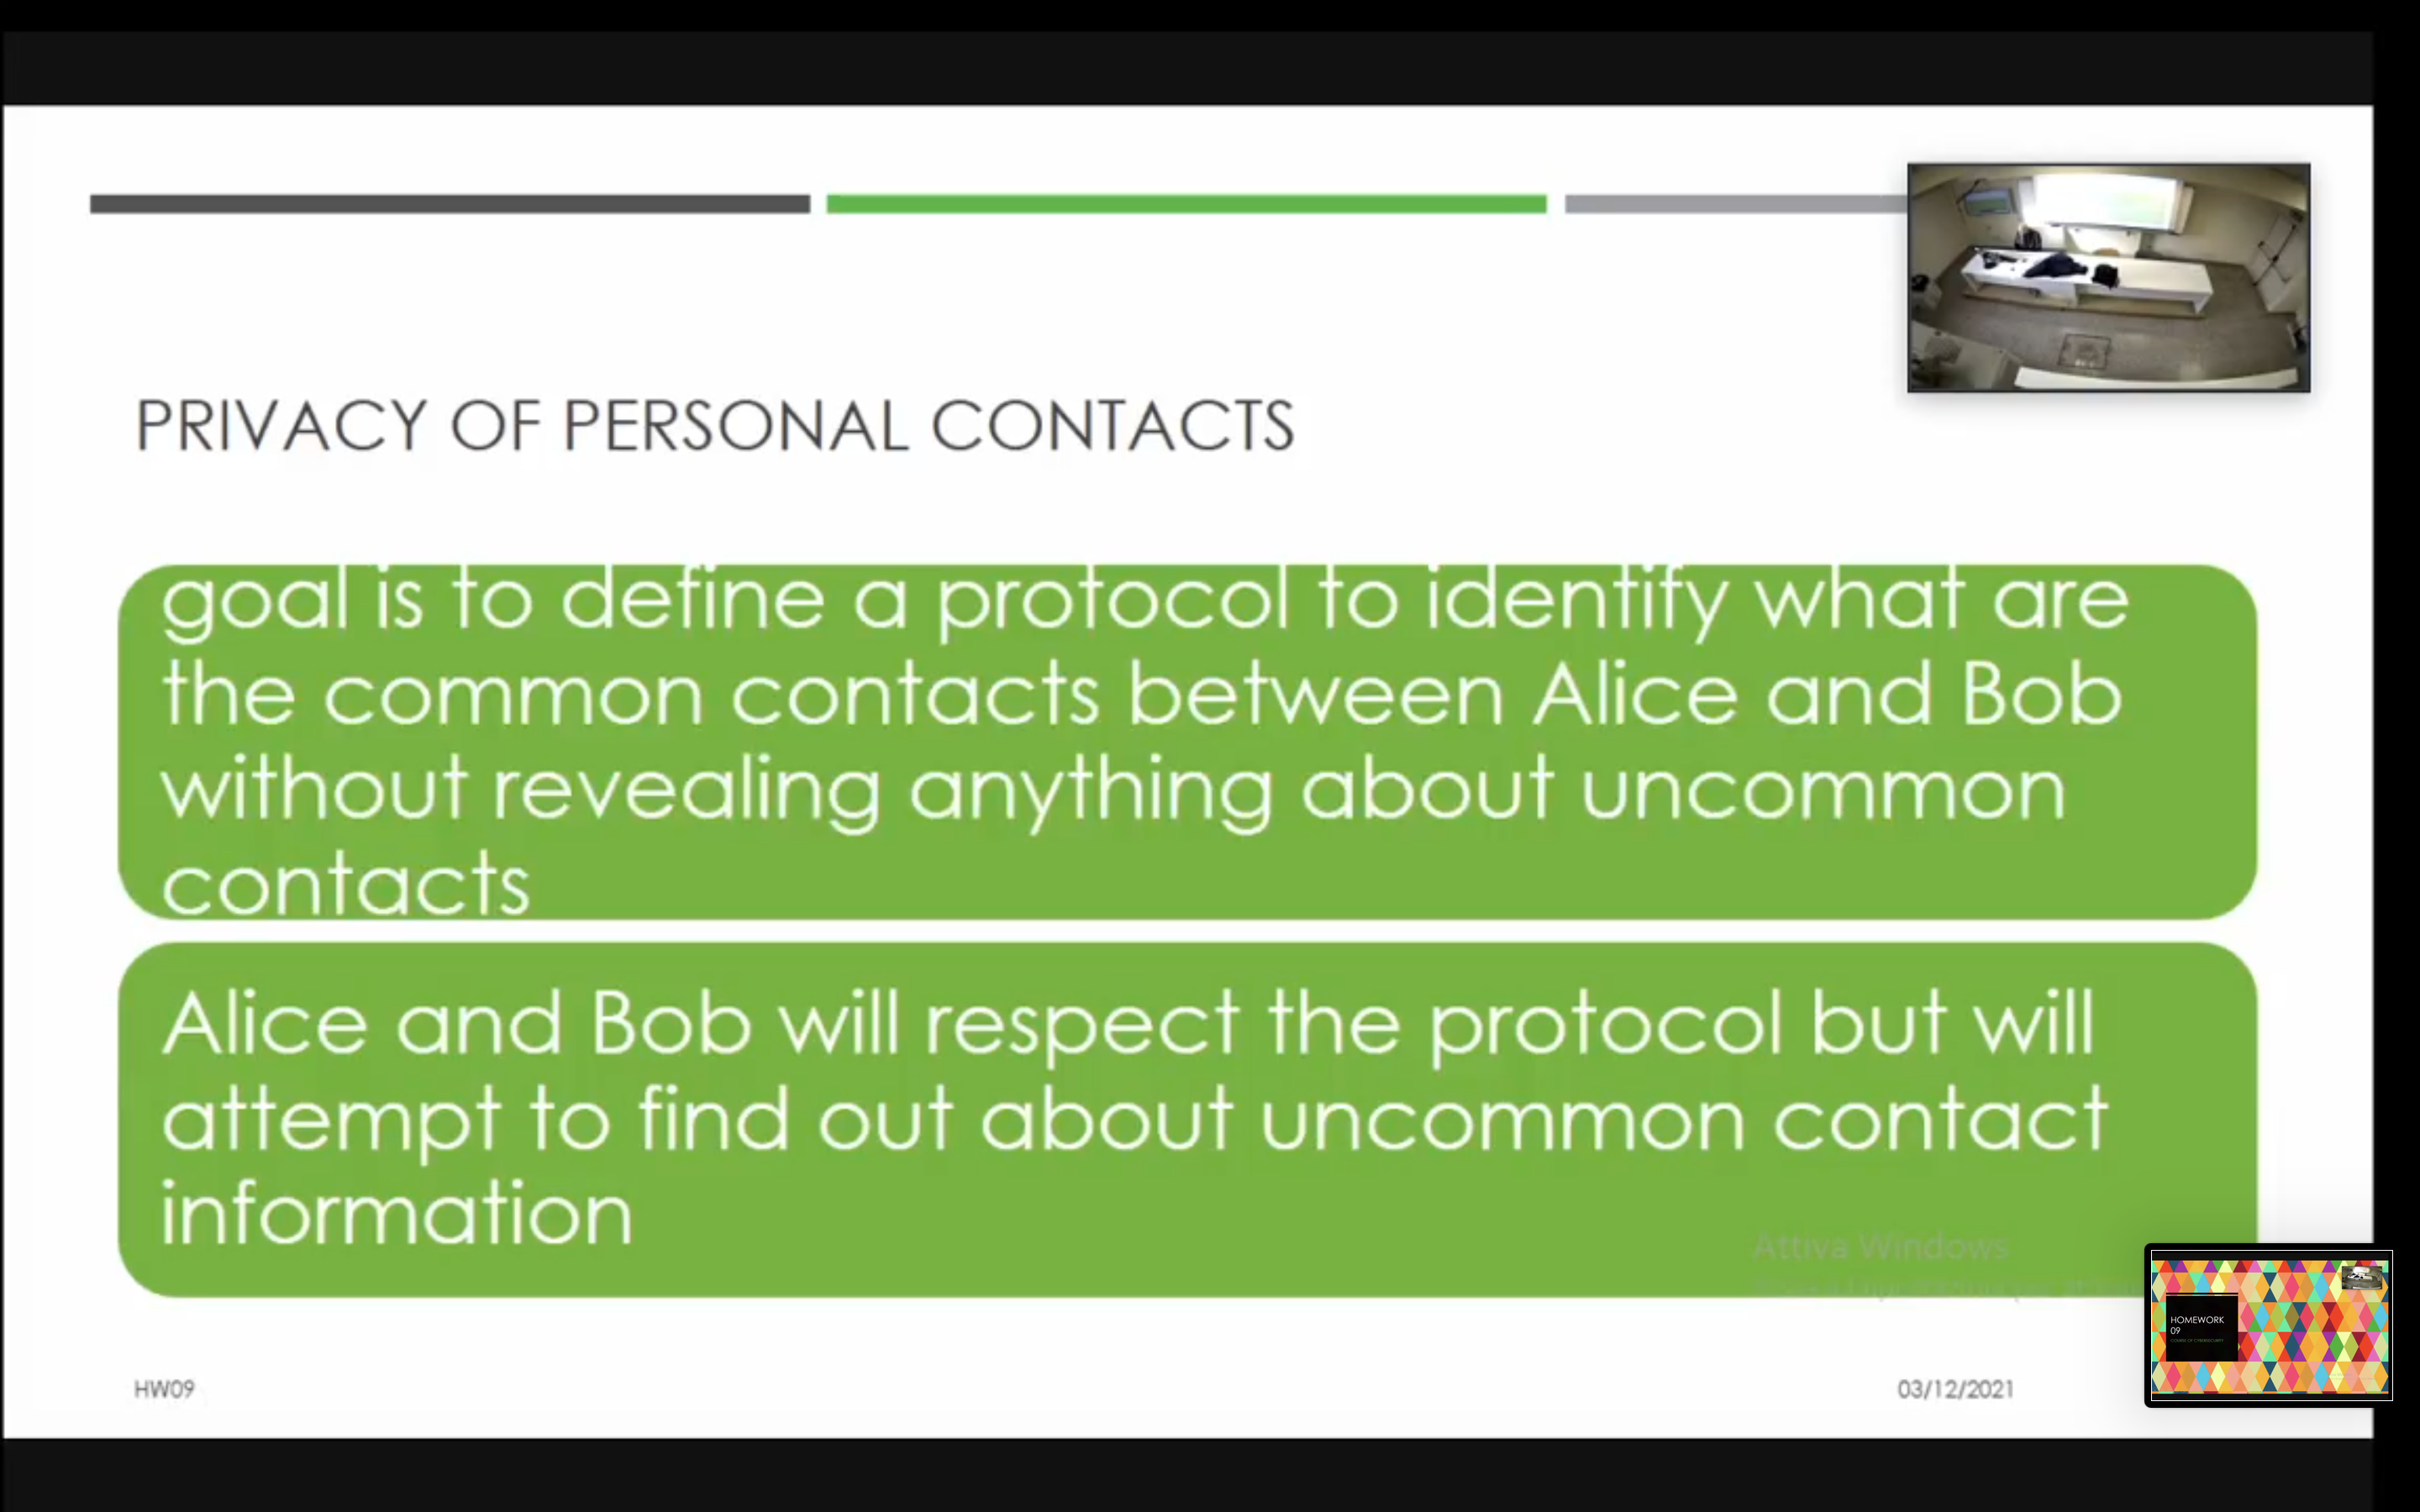 PRIVACY OF PERSONAL CONTACTS
goal is to define a protocol to identify what are
the common contacts between Alice and Bob
without revealing anything about uncommon
contacts
Alice and Bob will respect the protocol but will
attempt to find out about uncommon contact
information
Attiva Windows
HOMEWORK
09
HW09
03/12/2021